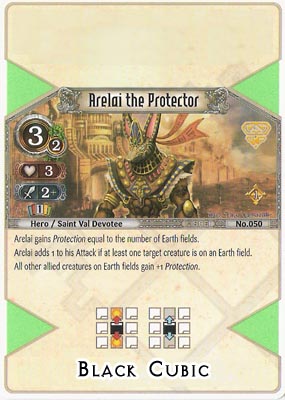 Arelai the Protector
3
2
3
2+
1
Hero / Saint Val Devotee
No.050
Arelai gains Protection equal to the number of Earth fields.
Arelai adds 1 to his Attack if at least one target creature is on an Earth field.
All other allied creatures on Earth fields gain +1 Protection.
BLACK CUBIC